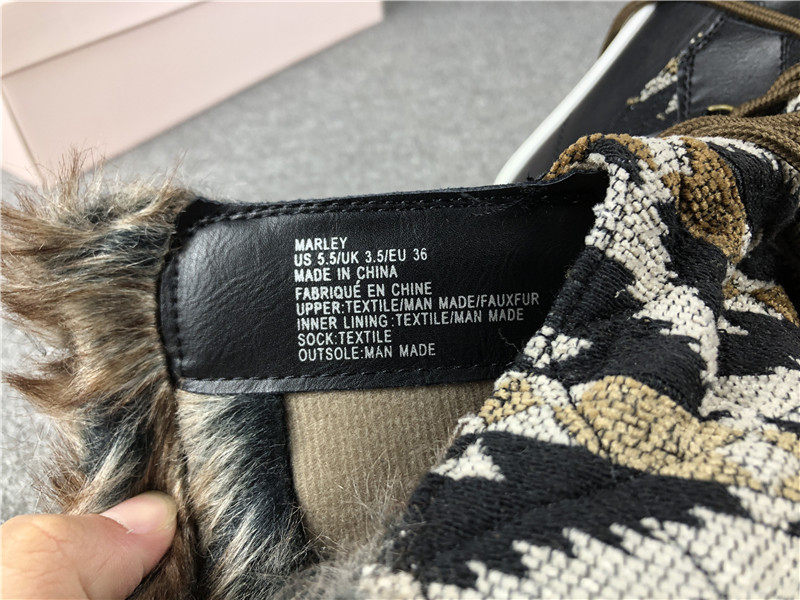 MARLEY
US 5.5/UK 3.5/EU 36
MADE IN CHINA
FABRIQUÉ EN CHINE
UPPER:TEXTILE/MAN MADE/FAUXFUR
INNER LINING:TEXTILE/MAN MADE
SOCK:TEXTILE
OUTSOLE:MAN MADE